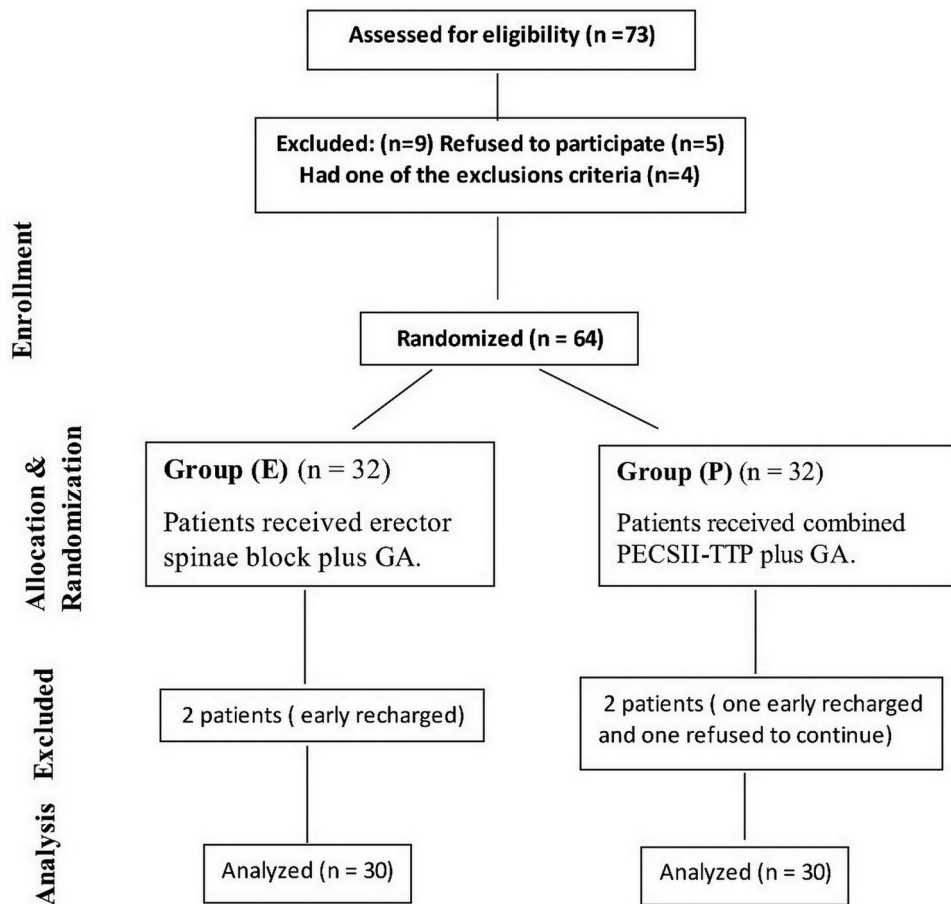 Assessed for eligibility (n =73)
Excluded: (n=9) Refused to participate (n=5)
Had one of the exclusions criteria (n=4)
Enrollment
Randomized (n = 64)
Allocation &
Randomization
Group (E) (n = 32)
Patients received erector
spinae block plus GA.
Group (P) (n = 32)
Patients received combined
PECSII-TTP plus GA.
Excluded
2 patients ( early recharged)
2 patients ( one early recharged
and one refused to continue)
Analysis
Analyzed (n = 30)
Analyzed (n = 30)